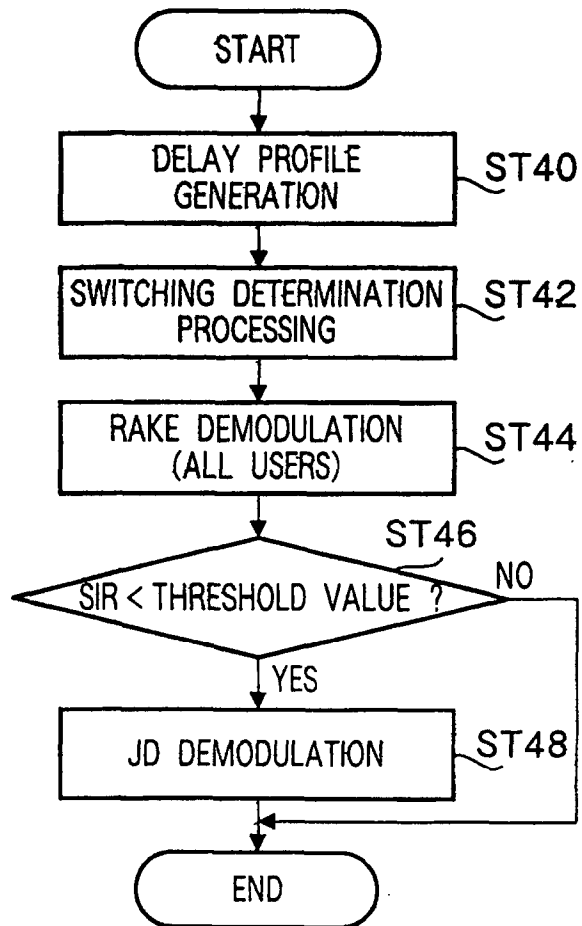 START
DELAY PROFILE
GENERATION
ST40
SWITCHING DETERMINATION
PROCESSING
ST42
RAKE DEMODULATION
(ALL USERS)
ST44
ST46
SIR < THRESHOLD VALUE ?
NO
YES
JD DEMODULATION
ST48
END